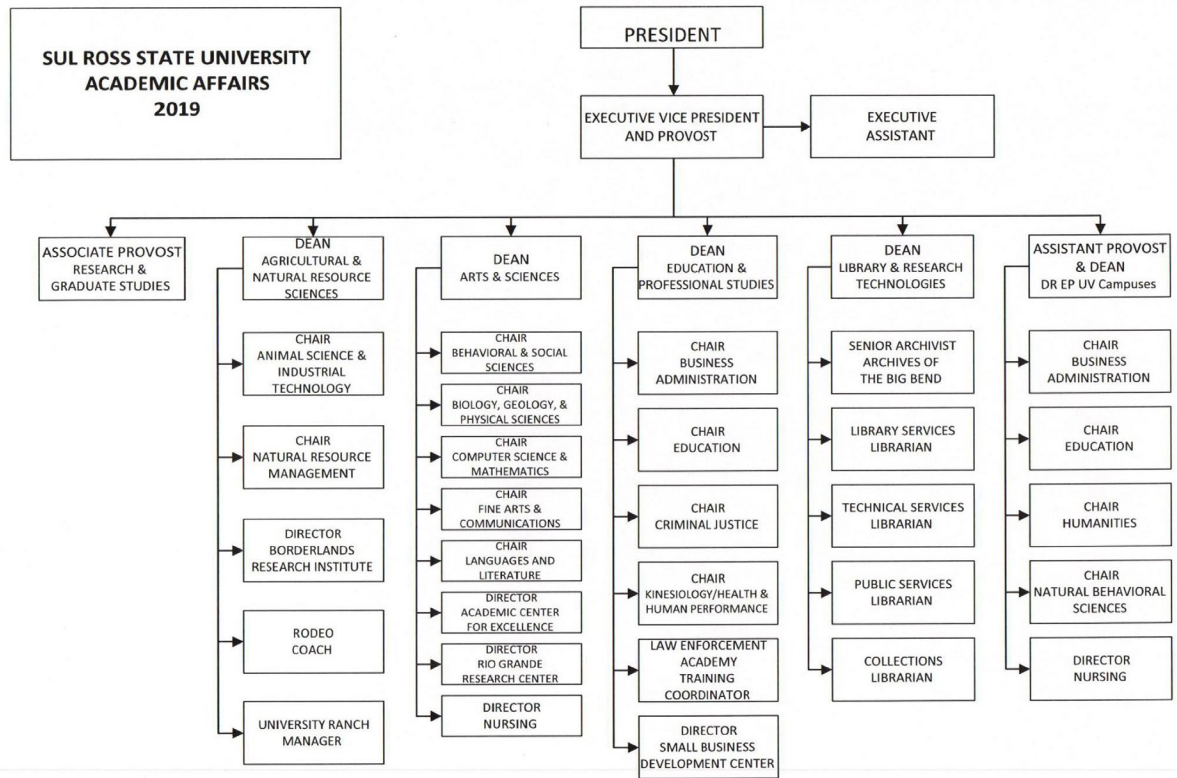 SUL ROSS STATE UNIVERSITY
ACADEMIC AFFAIRS
2019
PRESIDENT
EXECUTIVE VICE PRESIDENT
AND PROVOST
EXECUTIVE
ASSISTANT
ASSOCIATE PROVOST
RESEARCH &
GRADUATE STUDIES
DEAN
AGRICULTURAL &
NATURAL RESOURCE
SCIENCES
CHAIR
ANIMAL SCIENCE &
INDUSTRIAL
TECHNOLOGY
CHAIR
NATURAL RESOURCE
MANAGEMENT
DIRECTOR
BORDERLANDS
RESEARCH INSTITUTE
RODEO
COACH
UNIVERSITY RANCH
MANAGER
DEAN
ARTS & SCIENCES
CHAIR
BEHAVIORAL & SOCIAL
SCIENCES
CHAIR
BIOLOGY, GEOLOGY, &
PHYSICAL SCIENCES
CHAIR
COMPUTER SCIENCE &
MATHEMATICS
CHAIR
FINE ARTS &
COMMUNICATIONS
CHAIR
LANGUAGES AND
LITERATURE
DIRECTOR
ACADEMIC CENTER
FOR EXCELLENCE
DIRECTOR
RIO GRANDE
RESEARCH CENTER
DIRECTOR
NURSING
DEAN
EDUCATION &
PROFESSIONAL STUDIES
CHAIR
BUSINESS
ADMINISTRATION
CHAIR
EDUCATION
CHAIR
CRIMINAL JUSTICE
CHAIR
KINESIOLOGY/HEALTH &
HUMAN PERFORMANCE
LAW ENFORCEMENT
ACADEMY
TRAINING
COORDINATOR
DIRECTOR
SMALL BUSINESS
DEVELOPMENT CENTER
DEAN
LIBRARY & RESEARCH
TECHNOLOGIES
SENIOR ARCHIVIST
ARCHIVES OF
THE BIG BEND
LIBRARY SERVICES
LIBRARIAN
TECHNICAL SERVICES
LIBRARIAN
PUBLIC SERVICES
LIBRARIAN
COLLECTIONS
LIBRARIAN
ASSISTANT PROVOST
& DEAN
DR EP UV Campuses
CHAIR
BUSINESS
ADMINISTRATION
CHAIR
EDUCATION
CHAIR
HUMANITIES
CHAIR
NATURAL BEHAVIORAL
SCIENCES
DIRECTOR
NURSING